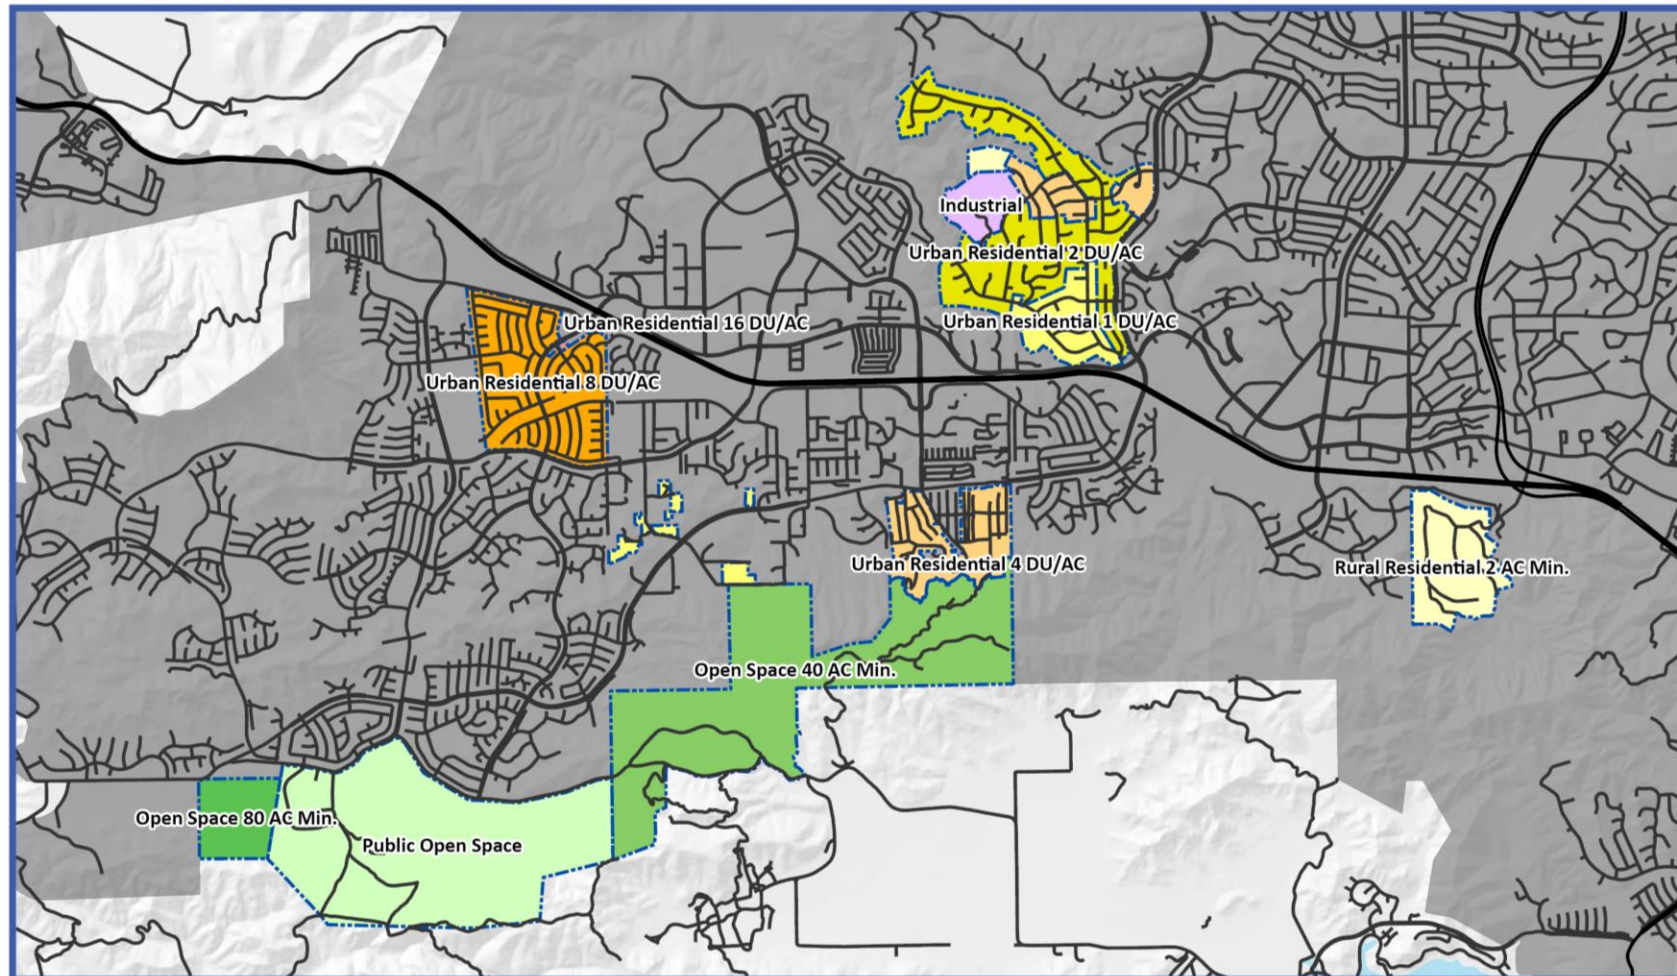 Industrial
Urban Residential 2 DU/AC
Urban Residential 16 DU/AC
Urban Residential 1 DU/AC
Urban Residential 8 DU/AC
Urban Residential 4 DU/AC
Rural Residential 2 AC Min.
Open Space 40 AC Min.
Open Space 80 AC Min.
Public Open Space